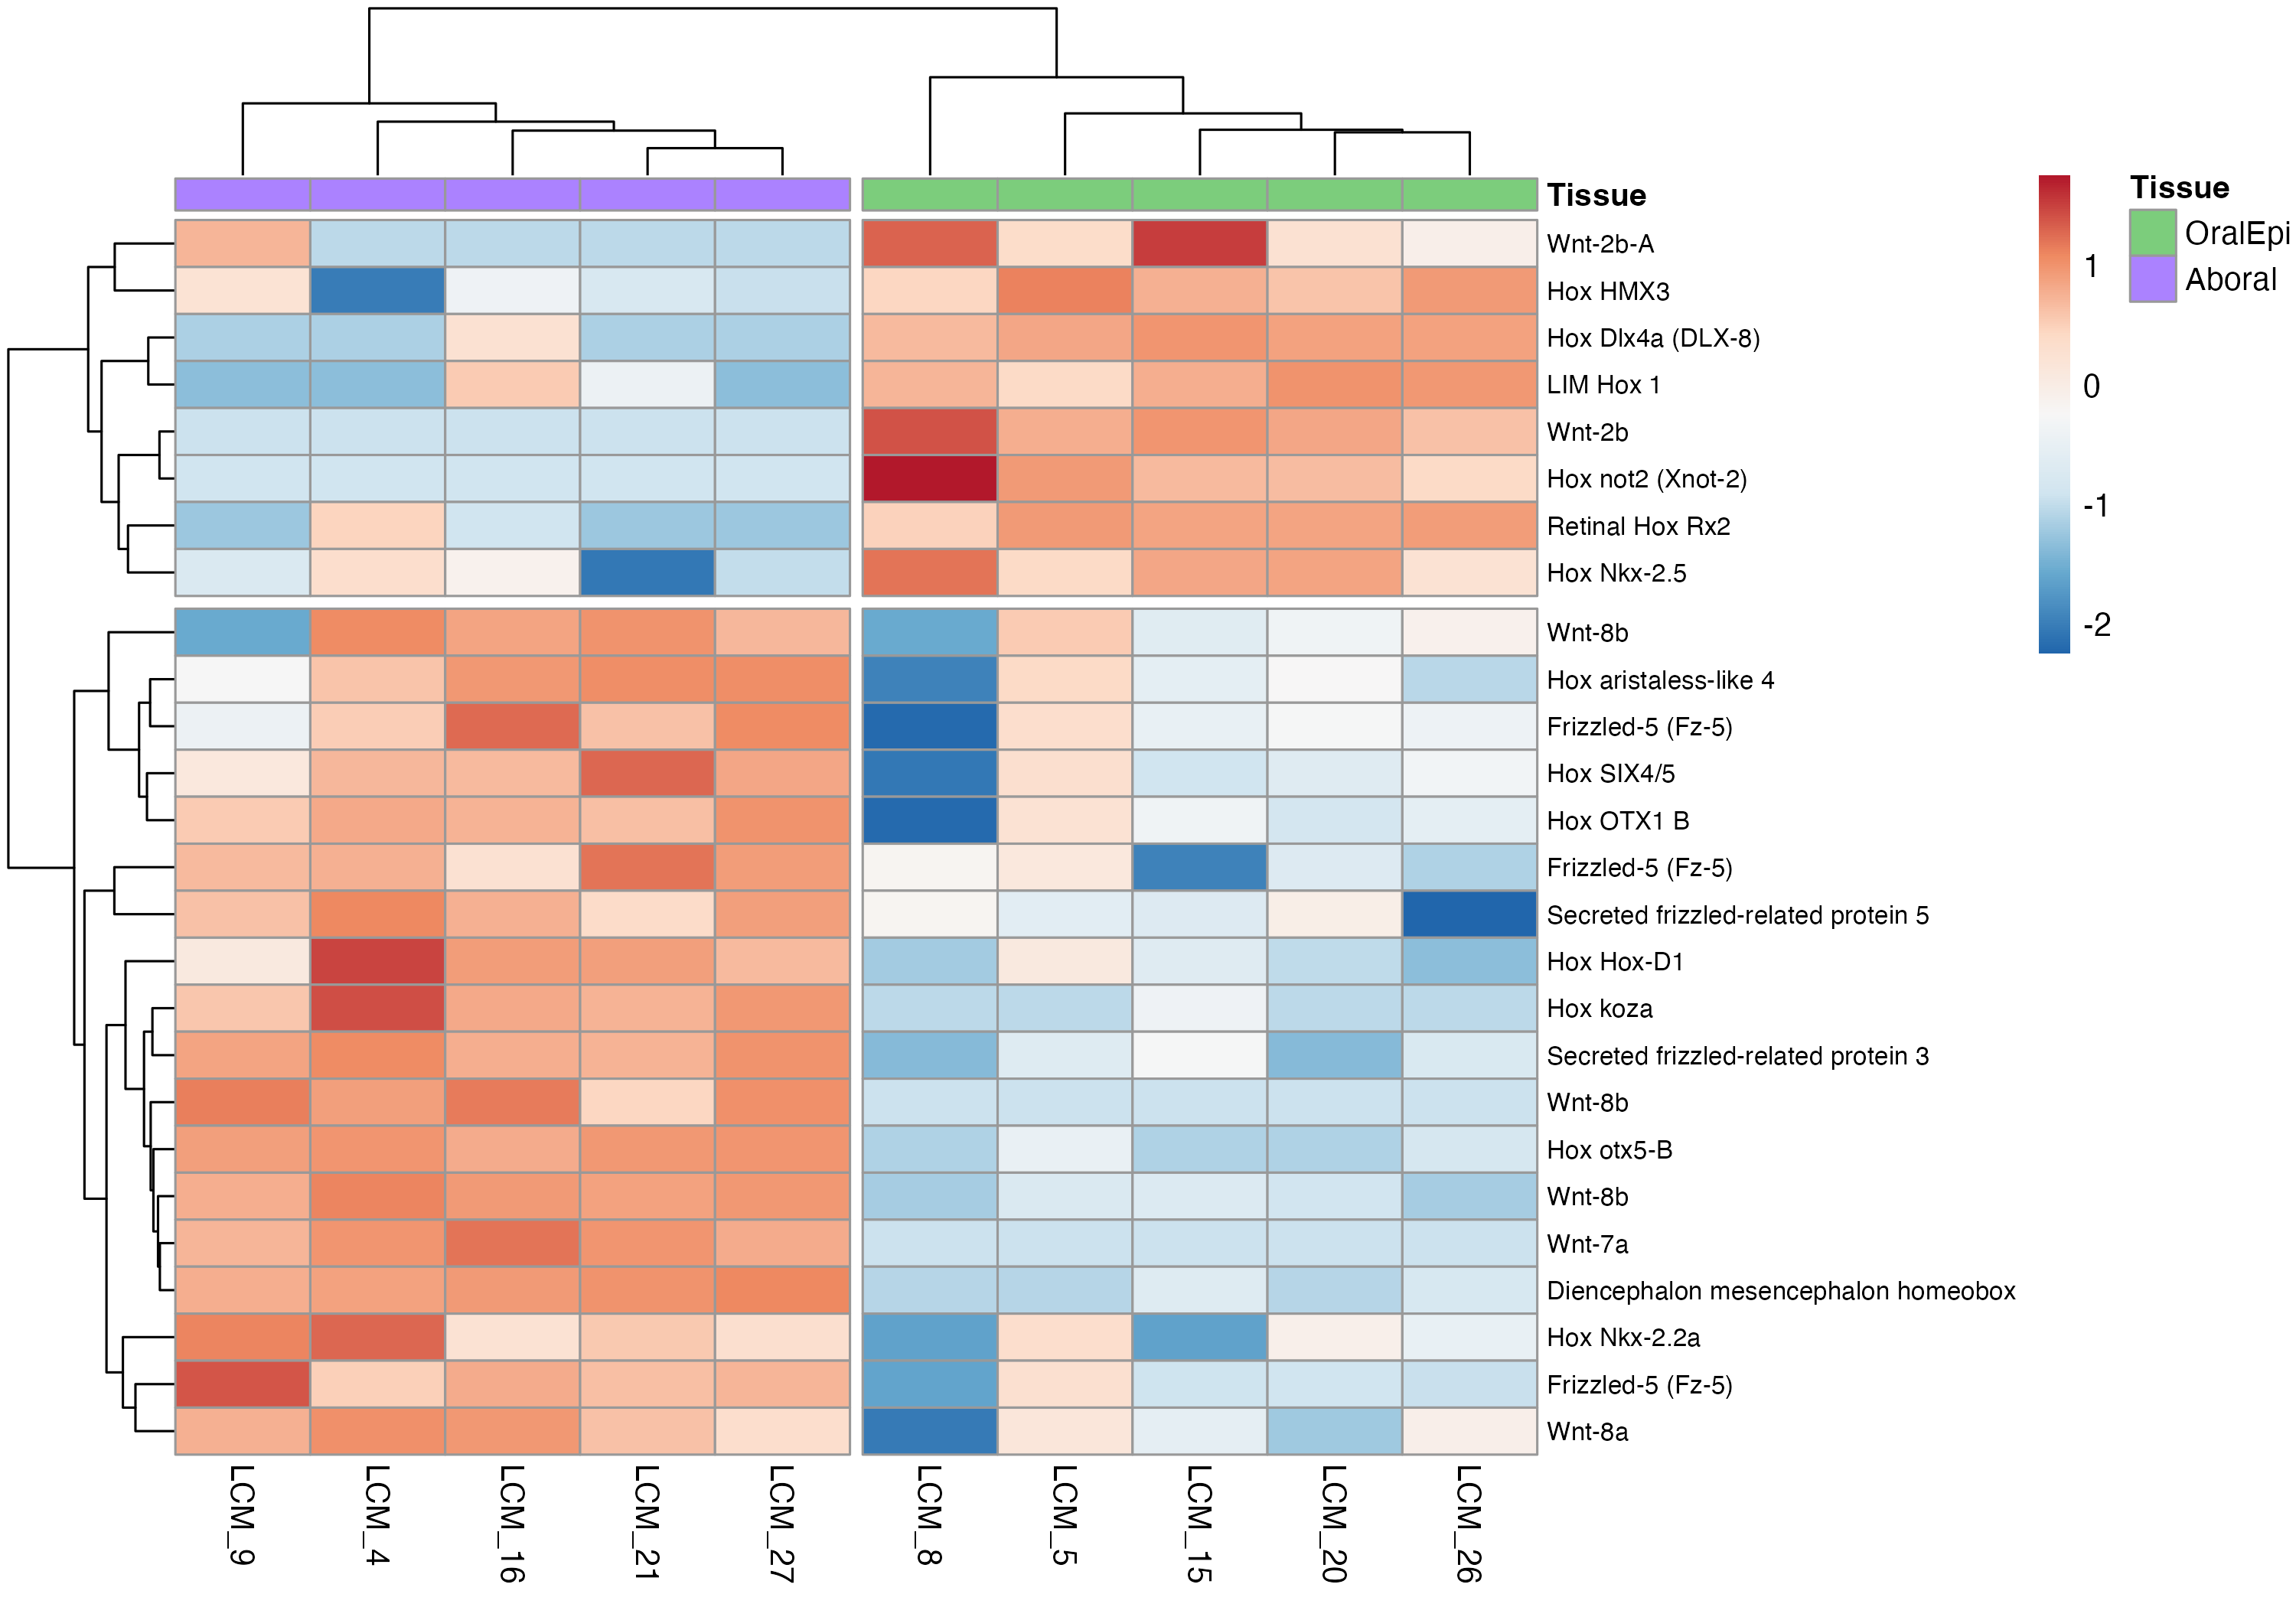 Tissue
Wnt-2b-A
Hox HMX3
Hox Dlx4a (DLX-8)
LIM Hox 1
Wnt-2b
Hox not2 (Xnot-2)
Retinal Hox Rx2
Hox Nkx-2.5
Wnt-8b
Hox aristaless-like 4
Frizzled-5 (Fz-5)
Hox SIX4/5
Hox OTX1 B
Frizzled-5 (Fz-5)
Secreted frizzled-related protein 5
Hox Hox-D1
Hox koza
Secreted frizzled-related protein 3
Wnt-8b
Hox otx5-B
Wnt-8b
Wnt-7a
Diencephalon mesencephalon homeobox
Hox Nkx-2.2a
Frizzled-5 (Fz-5)
Wnt-8a
LCM_9
LCM_4
LCM_16
LCM_21
LCM_27
LCM_8
LCM_5
LCM_15
LCM_20
LCM_26
1
0
-1
-2
Tissue
OralEpi
Aboral